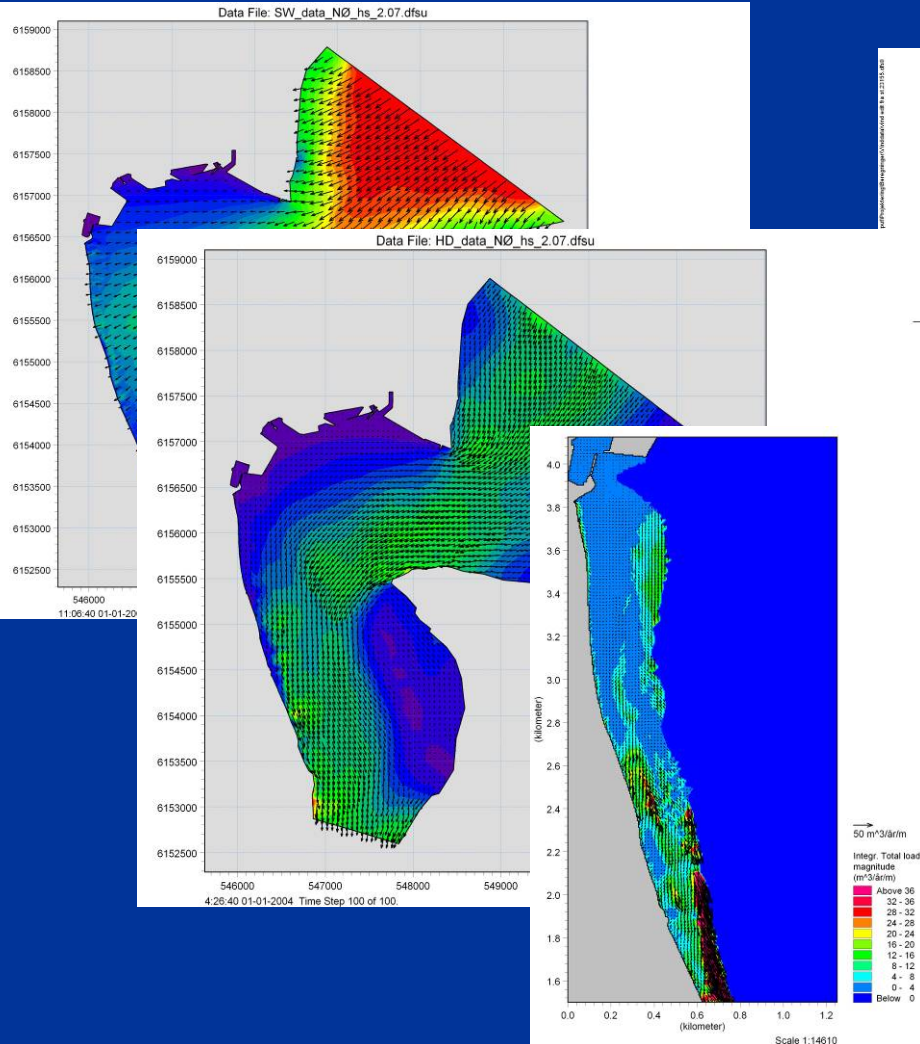 Data File: SW_data_NØ_hs_2.07.dfsu
6159000
6158500
6158000
6157500
6157000
6156500
6156000
6155500
6155000
6154500
6154000
6153500
6153000
6152500
546000
11:06:40 01-01-20
Data File: HD_data_NØ_hs_2.07.dfsu
6159000
6158500
6158000
6157500
6157000
6156500
6156000
6155500
6155000
6154500
6154000
6153500
6153000
6152500
546000 547000 548000 549000
4:26:40 01-01-2004 Time Step 100 of 100.
4.0
3.8
3.6
3.4
3.2
3.0
2.8
2.6
2.4
2.2
2.0
1.8
1.6
(kilometer)
0.0 0.2 0.4 0.6 0.8 1.0 1.2
(kilometer)
Scale 1:14610
50 m^3/år/m
Integr. Total load
magnitude
(m^3/år/m)
Above 36
32 - 36
28 - 32
24 - 28
20 - 24
16 - 20
12 - 16
8 - 12
4 - 8
0 - 4
Below 0